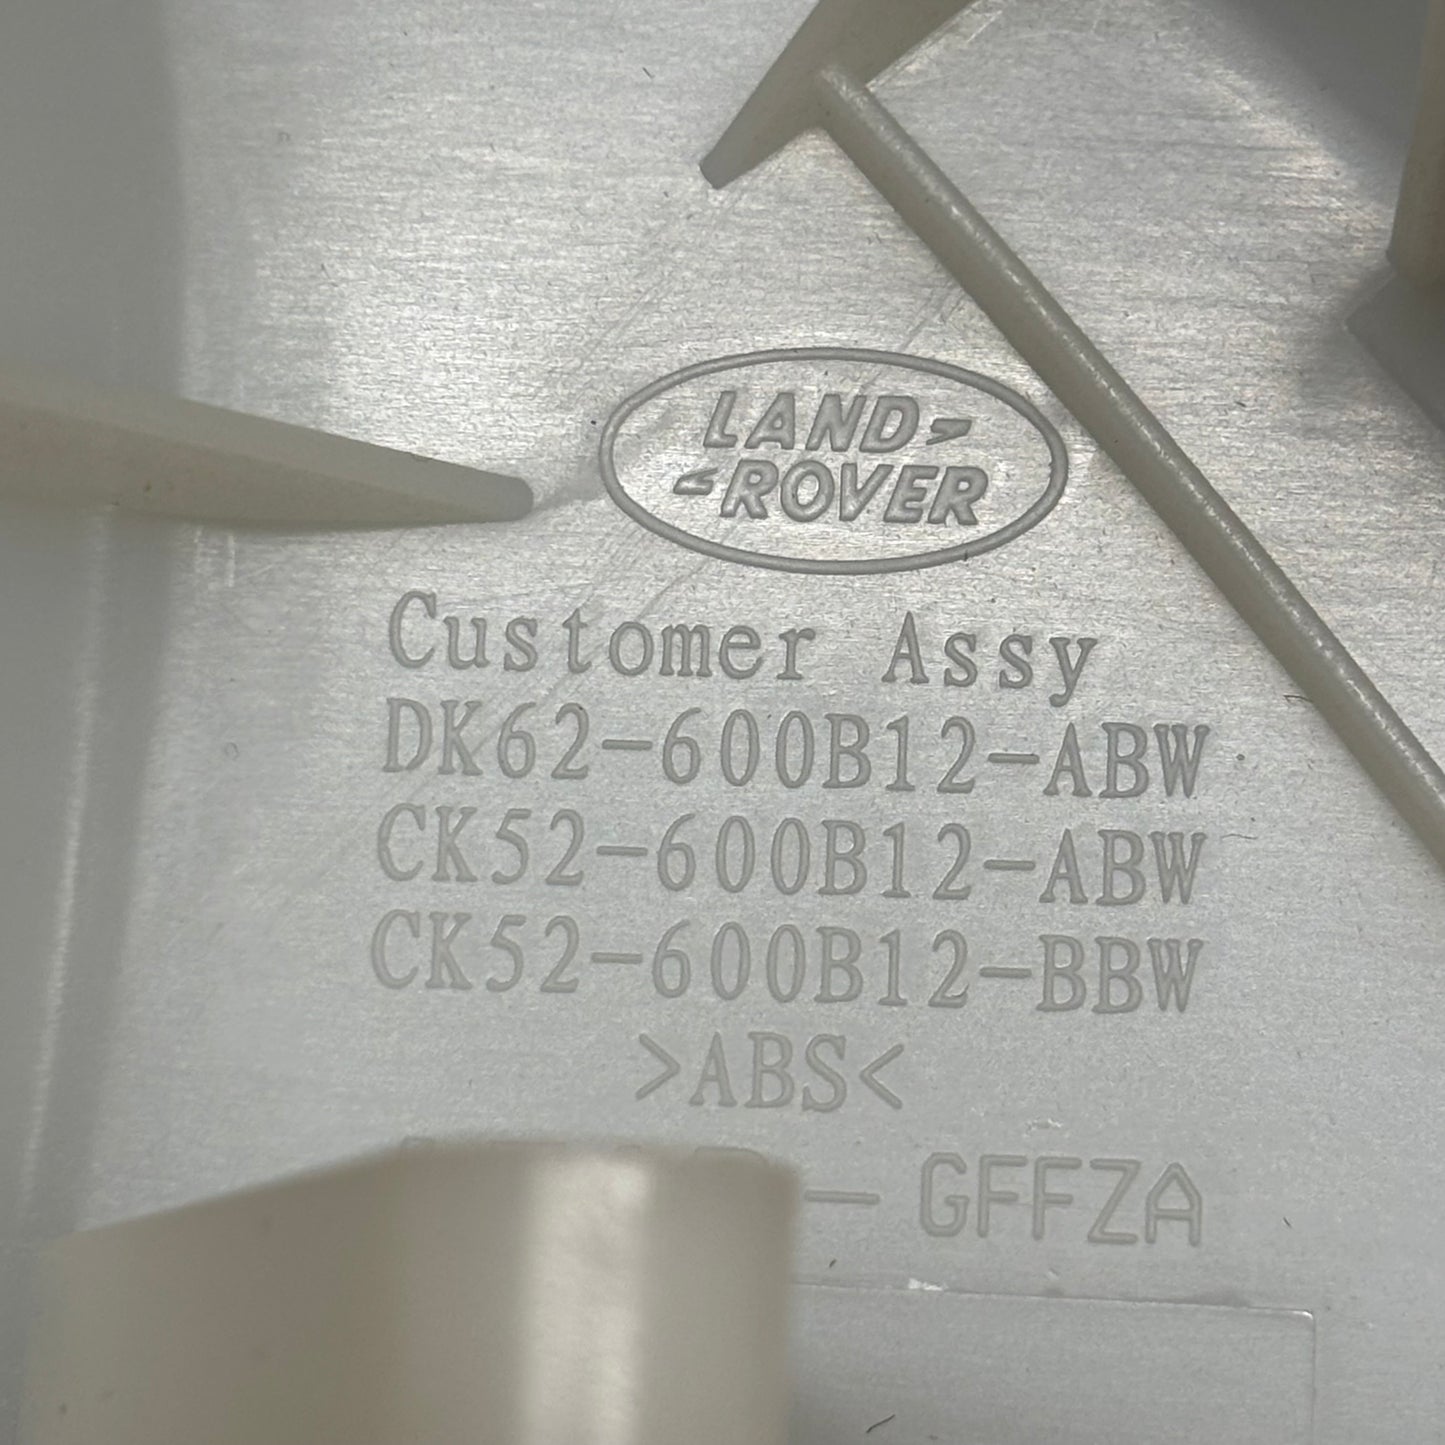 LAND-
-ROVER
Customer Assy
DK62-600B12-ABW
CK52-600B12-ABW
CK52-600B12-BBW
>ABS<
- GFFZA